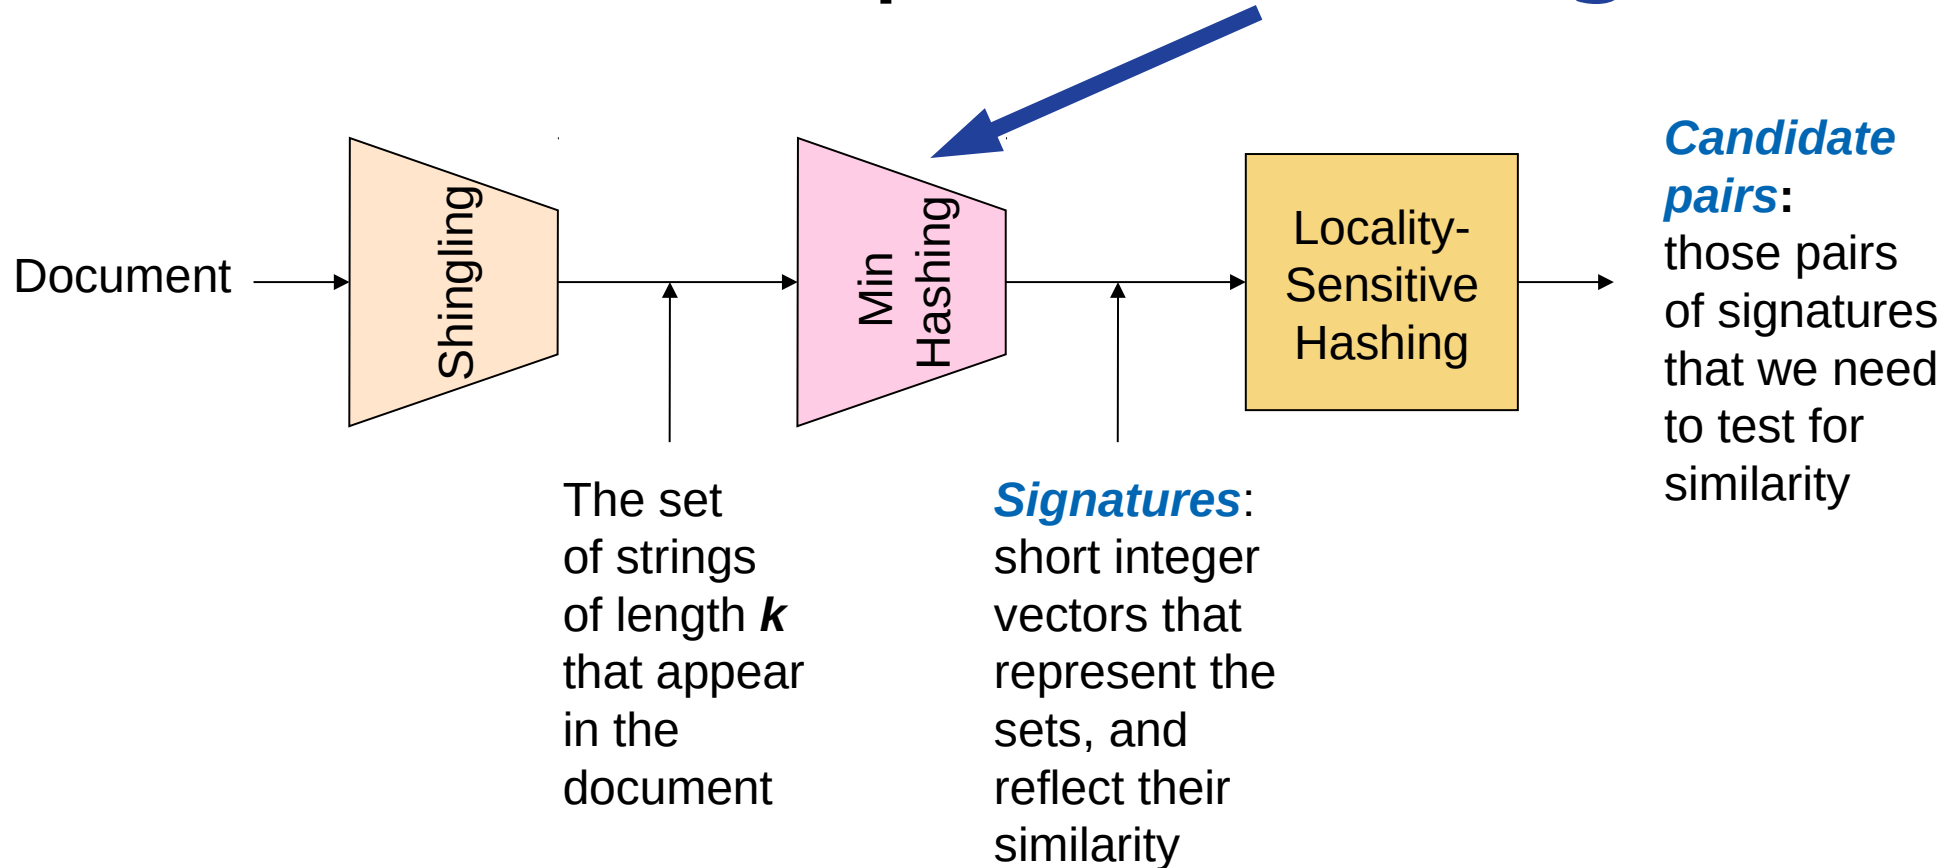 Document
Shingling
The set
of strings
of length k
that appear
in the
document
Min
Hashing
Signatures:
short integer
vectors that
represent the
sets, and
reflect their
similarity
Locality-
Sensitive
Hashing
Candidate
pairs:
those pairs
of signatures
that we need
to test for
similarity